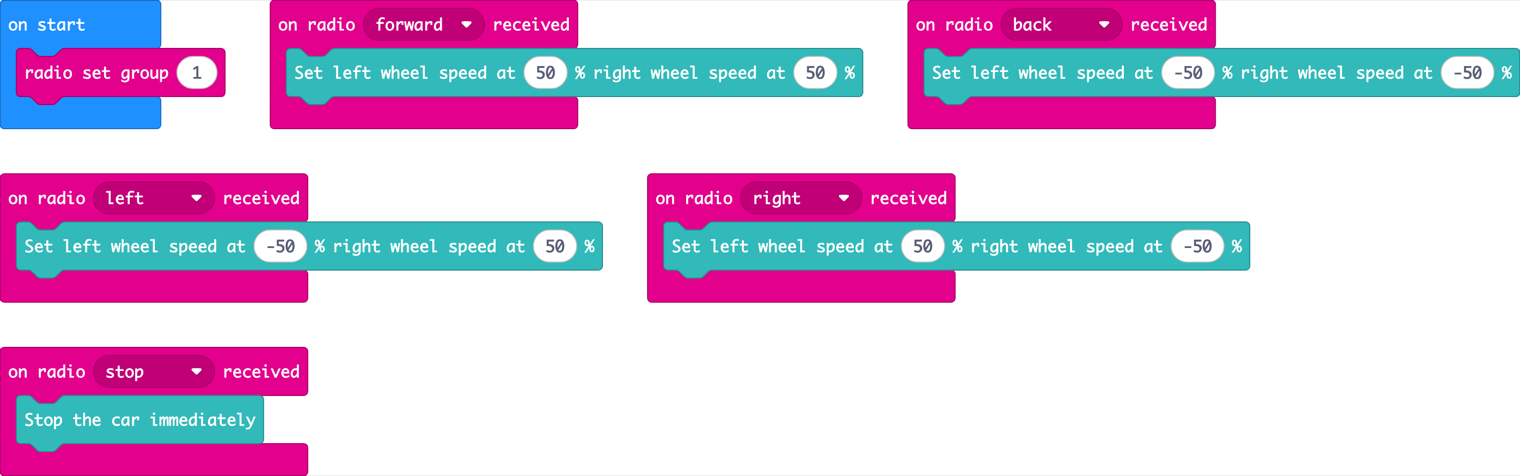 on start
radio set group 1
on radio forward received
Set left wheel speed at 50 % right wheel speed at 50 %
on radio back received
Set left wheel speed at -50 % right wheel speed at -50 %
on radio left received
Set left wheel speed at -50 % right wheel speed at 50 %
on radio right received
Set left wheel speed at 50 % right wheel speed at -50 %
on radio stop received
Stop the car immediately